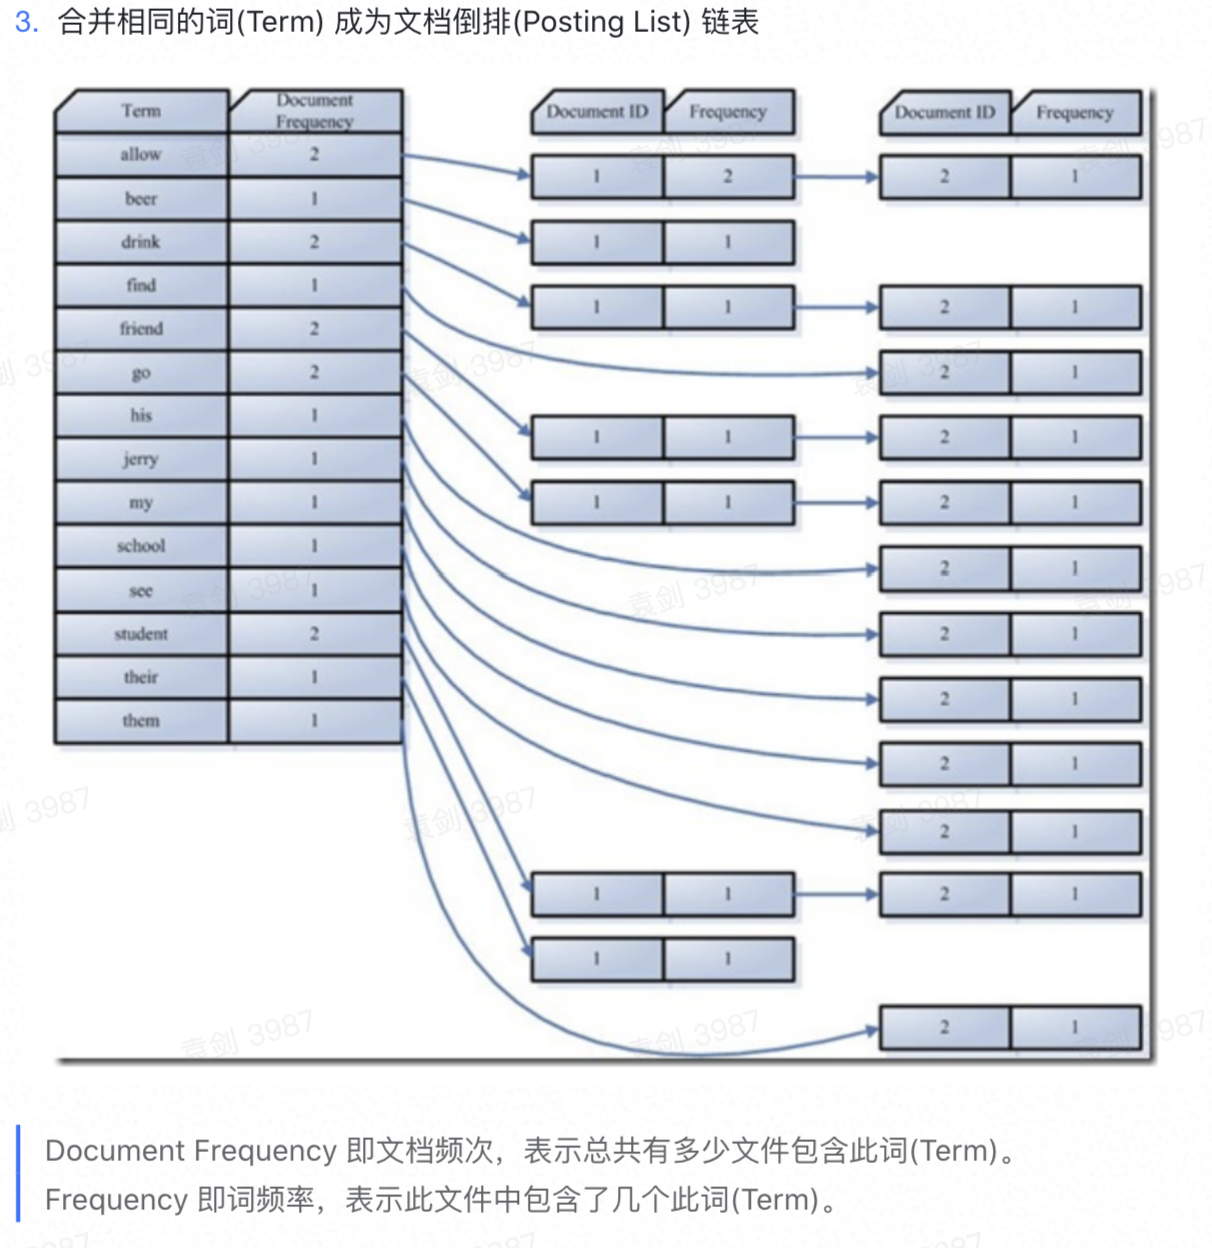 3. 合并相同的词(Term) 成为文档倒排(Posting List) 链表
Term Document Frequency Document ID Frequency Document ID Frequency
allow 2 1 2 2 1
beer 1 1 1
drink 2 1 1 2 1
find 1 2 1
friend 2 1 1 2 1
go 2 1 1 2 1
his 1 2 1
jerry 1 2 1
my 1 2 1
school 1 2 1
see 1 2 1
student 2 1 1 2 1
their 1 1 1
them 1 2 1
Document Frequency 即文档频次，表示总共有多少文件包含此词(Term)。
Frequency 即词频率，表示此文件中包含了几个此词(Term)。
袁剑 3987